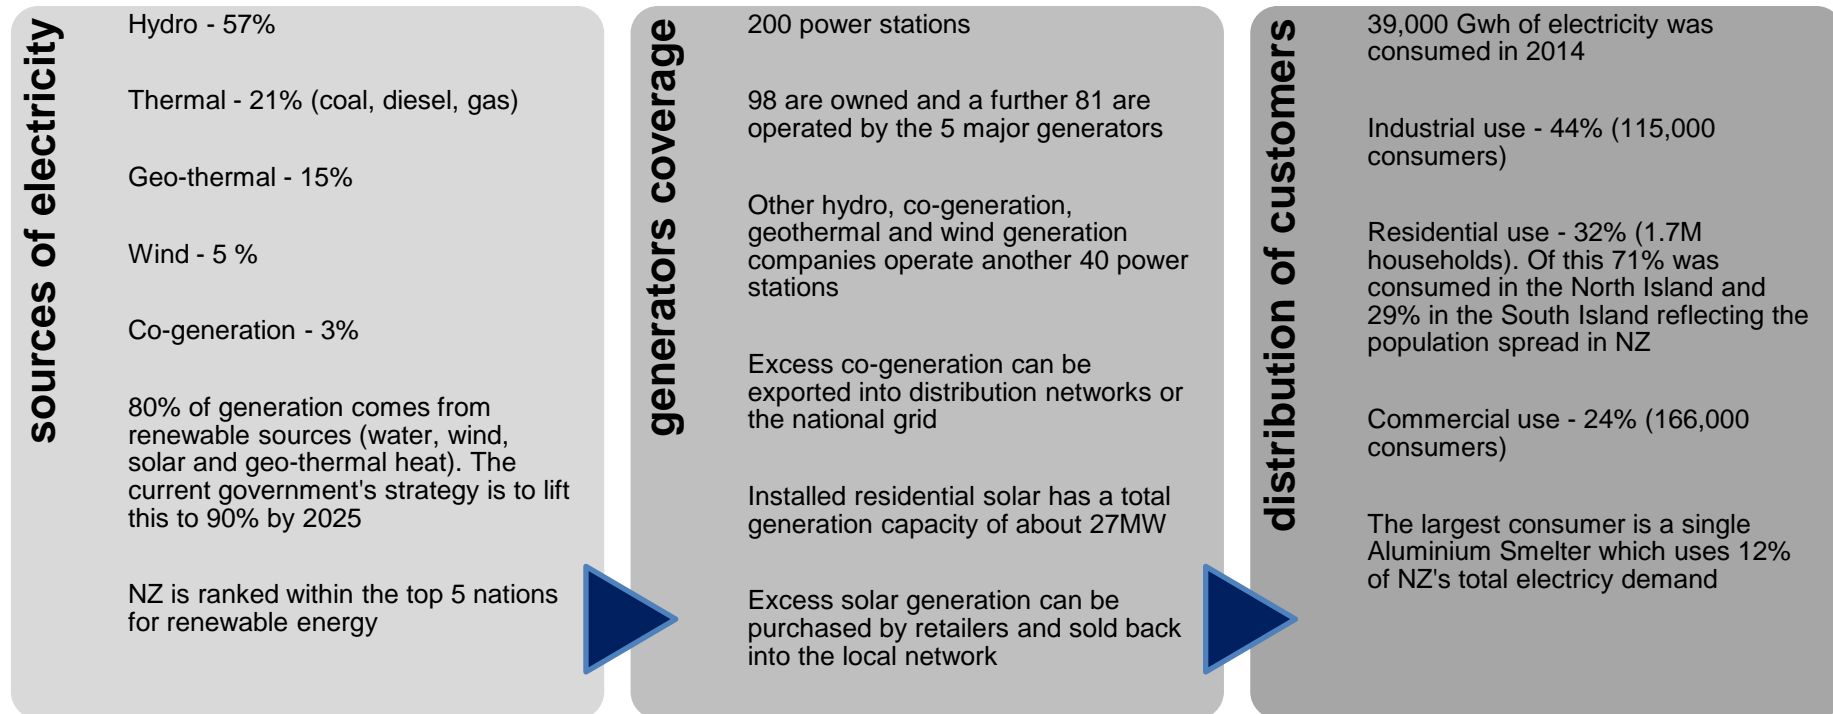 sources of electricity
Hydro - 57%
Thermal - 21% (coal, diesel, gas)
Geo-thermal - 15%
Wind - 5 %
Co-generation - 3%
80% of generation comes from
renewable sources (water, wind,
solar and geo-thermal heat). The
current government's strategy is to lift
this to 90% by 2025
NZ is ranked within the top 5 nations
for renewable energy
generators coverage
200 power stations
98 are owned and a further 81 are
operated by the 5 major generators
Other hydro, co-generation,
geothermal and wind generation
companies operate another 40 power
stations
Excess co-generation can be
exported into distribution networks or
the national grid
Installed residential solar has a total
generation capacity of about 27MW
Excess solar generation can be
purchased by retailers and sold back
into the local network
distribution of customers
39,000 Gwh of electricity was
consumed in 2014
Industrial use - 44% (115,000
consumers)
Residential use - 32% (1.7M
households). Of this 71% was
consumed in the North Island and
29% in the South Island reflecting the
population spread in NZ
Commercial use - 24% (166,000
consumers)
The largest consumer is a single
Aluminium Smelter which uses 12%
of NZ's total electricy demand